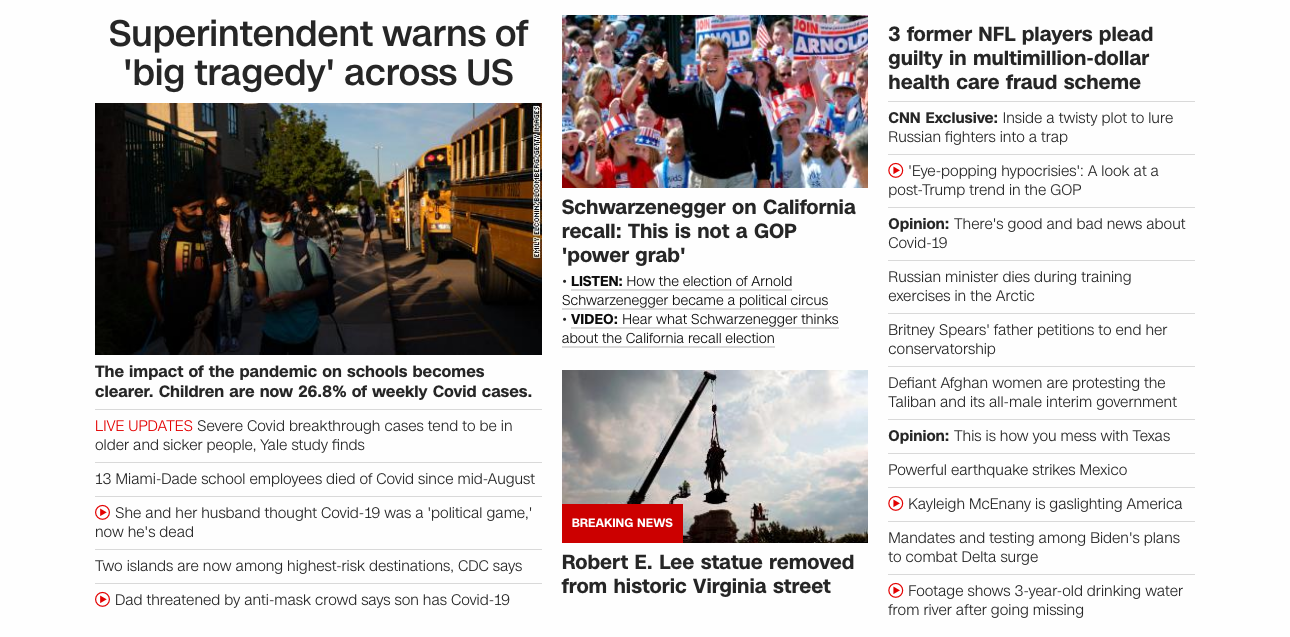 Superintendent warns of
'big tragedy' across US
EMILY ELCONIN/BLOOMBERG/GETTY IMAGES
The impact of the pandemic on schools becomes
clearer. Children are now 26.8% of weekly Covid cases.
LIVE UPDATES Severe Covid breakthrough cases tend to be in
older and sicker people, Yale study finds
13 Miami-Dade school employees died of Covid since mid-August
She and her husband thought Covid-19 was a 'political game,'
now he's dead
Two islands are now among highest-risk destinations, CDC says
Dad threatened by anti-mask crowd says son has Covid-19
JOIN
ARNOLD
JOIN
ARNOLD
Schwarzenegger on California
recall: This is not a GOP
'power grab'
• LISTEN: How the election of Arnold
Schwarzenegger became a political circus
• VIDEO: Hear what Schwarzenegger thinks
about the California recall election
BREAKING NEWS
Robert E. Lee statue removed
from historic Virginia street
3 former NFL players plead
guilty in multimillion-dollar
health care fraud scheme
CNN Exclusive: Inside a twisty plot to lure
Russian fighters into a trap
'Eye-popping hypocrisies': A look at a
post-Trump trend in the GOP
Opinion: There's good and bad news about
Covid-19
Russian minister dies during training
exercises in the Arctic
Britney Spears' father petitions to end her
conservatorship
Defiant Afghan women are protesting the
Taliban and its all-male interim government
Opinion: This is how you mess with Texas
Powerful earthquake strikes Mexico
Kayleigh McEnany is gaslighting America
Mandates and testing among Biden's plans
to combat Delta surge
Footage shows 3-year-old drinking water
from river after going missing